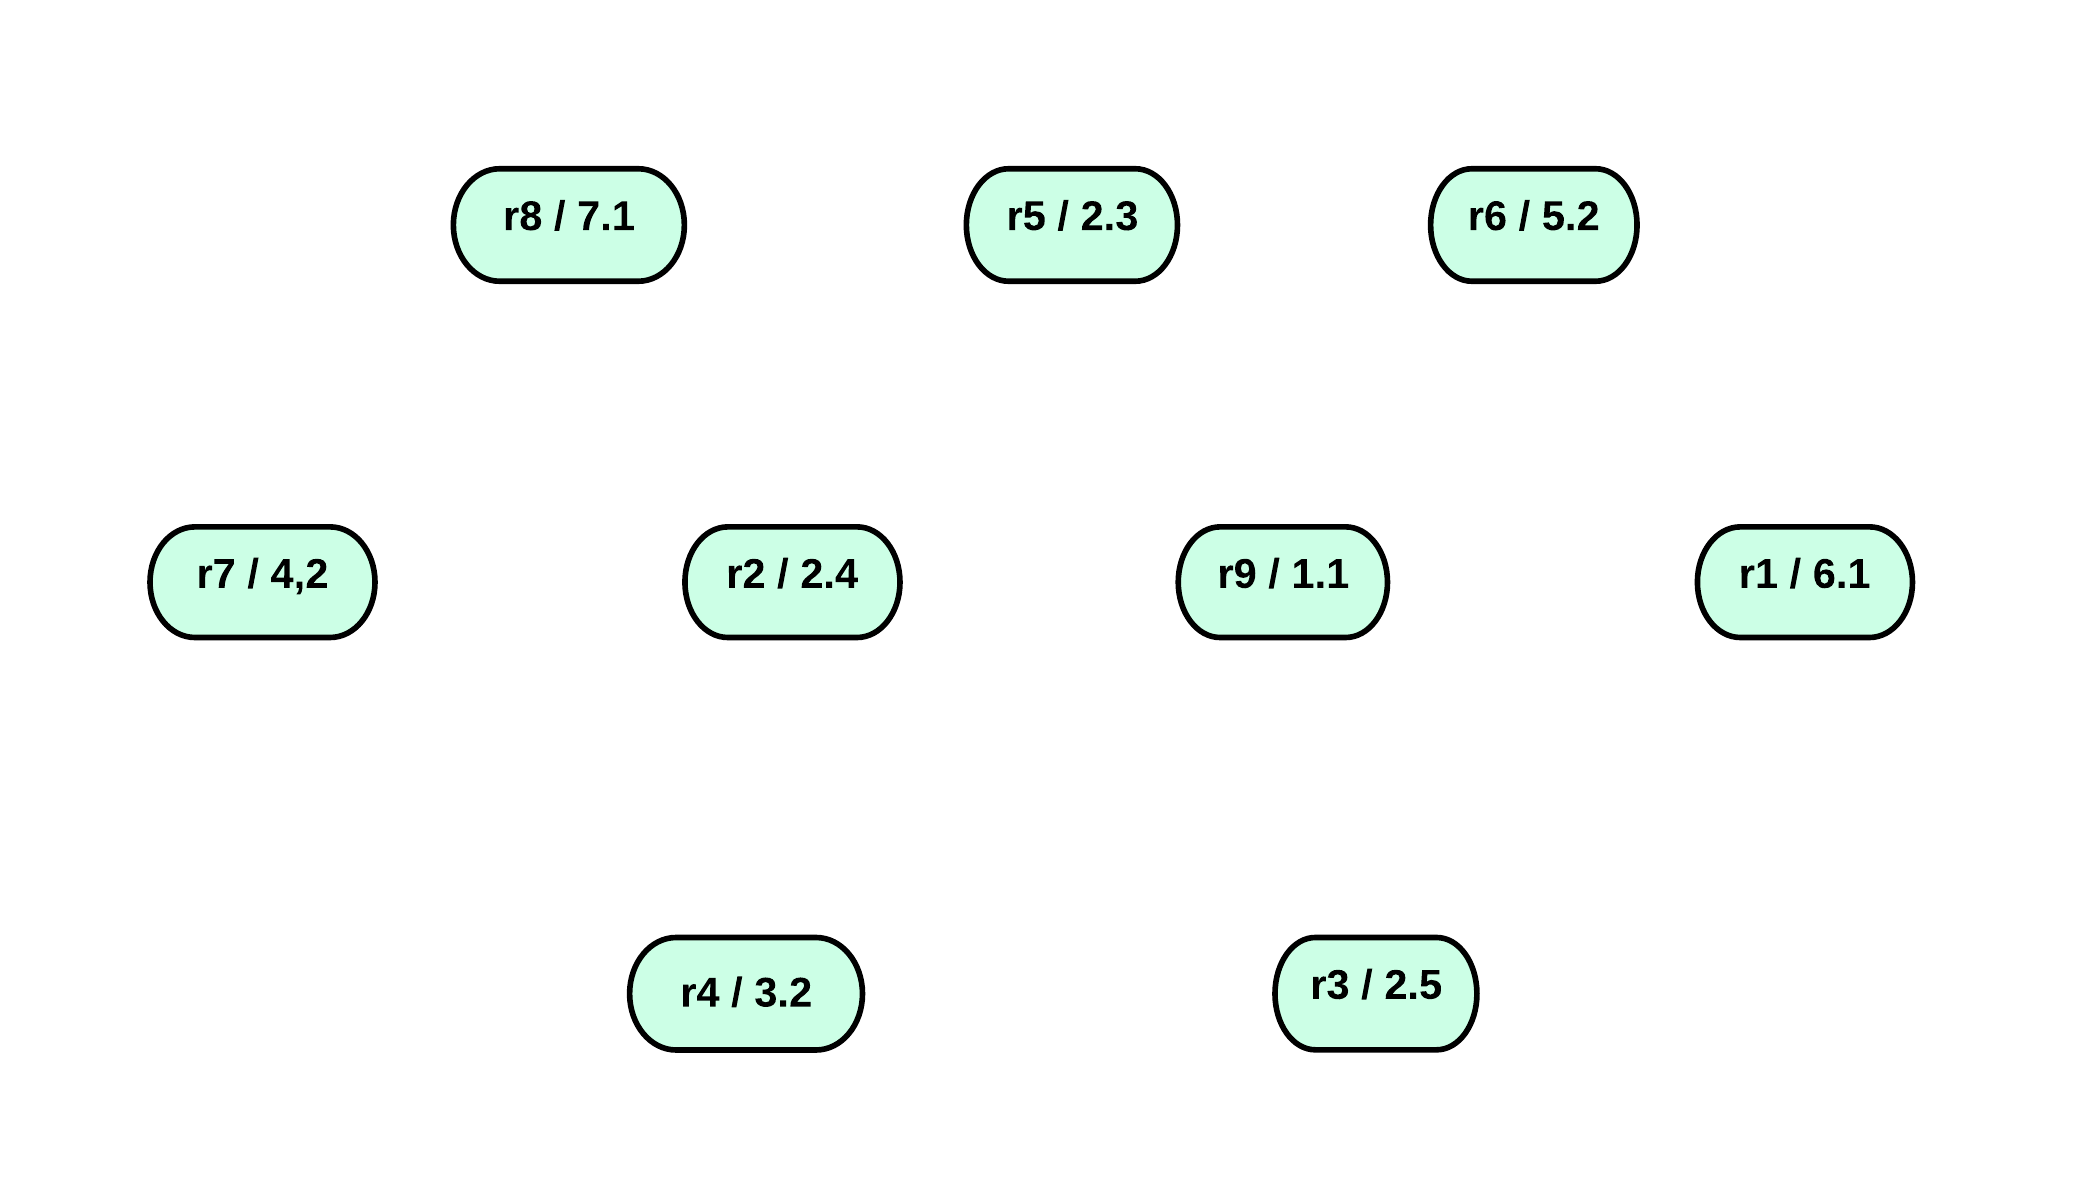 r8 / 7.1
r5 / 2.3
r6 / 5.2
r7 / 4,2
r2 / 2.4
r9 / 1.1
r1 / 6.1
r4 / 3.2
r3 / 2.5